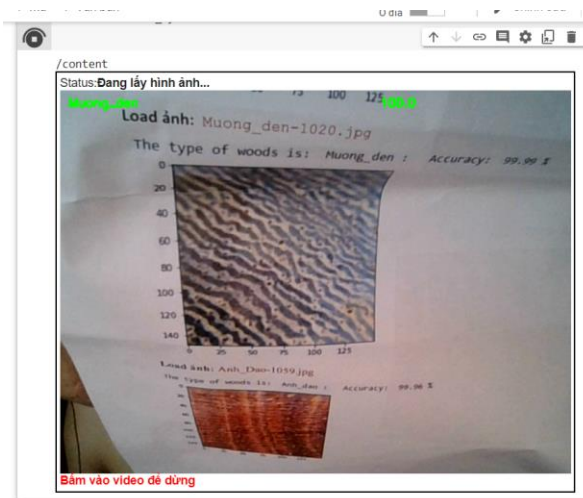 /content
Status:Đang lấy hình ảnh...
Muong_den 100.0
75 100 125
Load ảnh: Muong_den-1020.jpg
The type of woods is: Muong_den : Accuracy: 99.99 %
0
20
40
60
80
100
120
140
0 25 50 75 100 125
Load ảnh: Anh_Dao-1059.jpg
The type of woods is: Anh_dao : Accuracy: 99.96 %
Bấm vào video để dừng